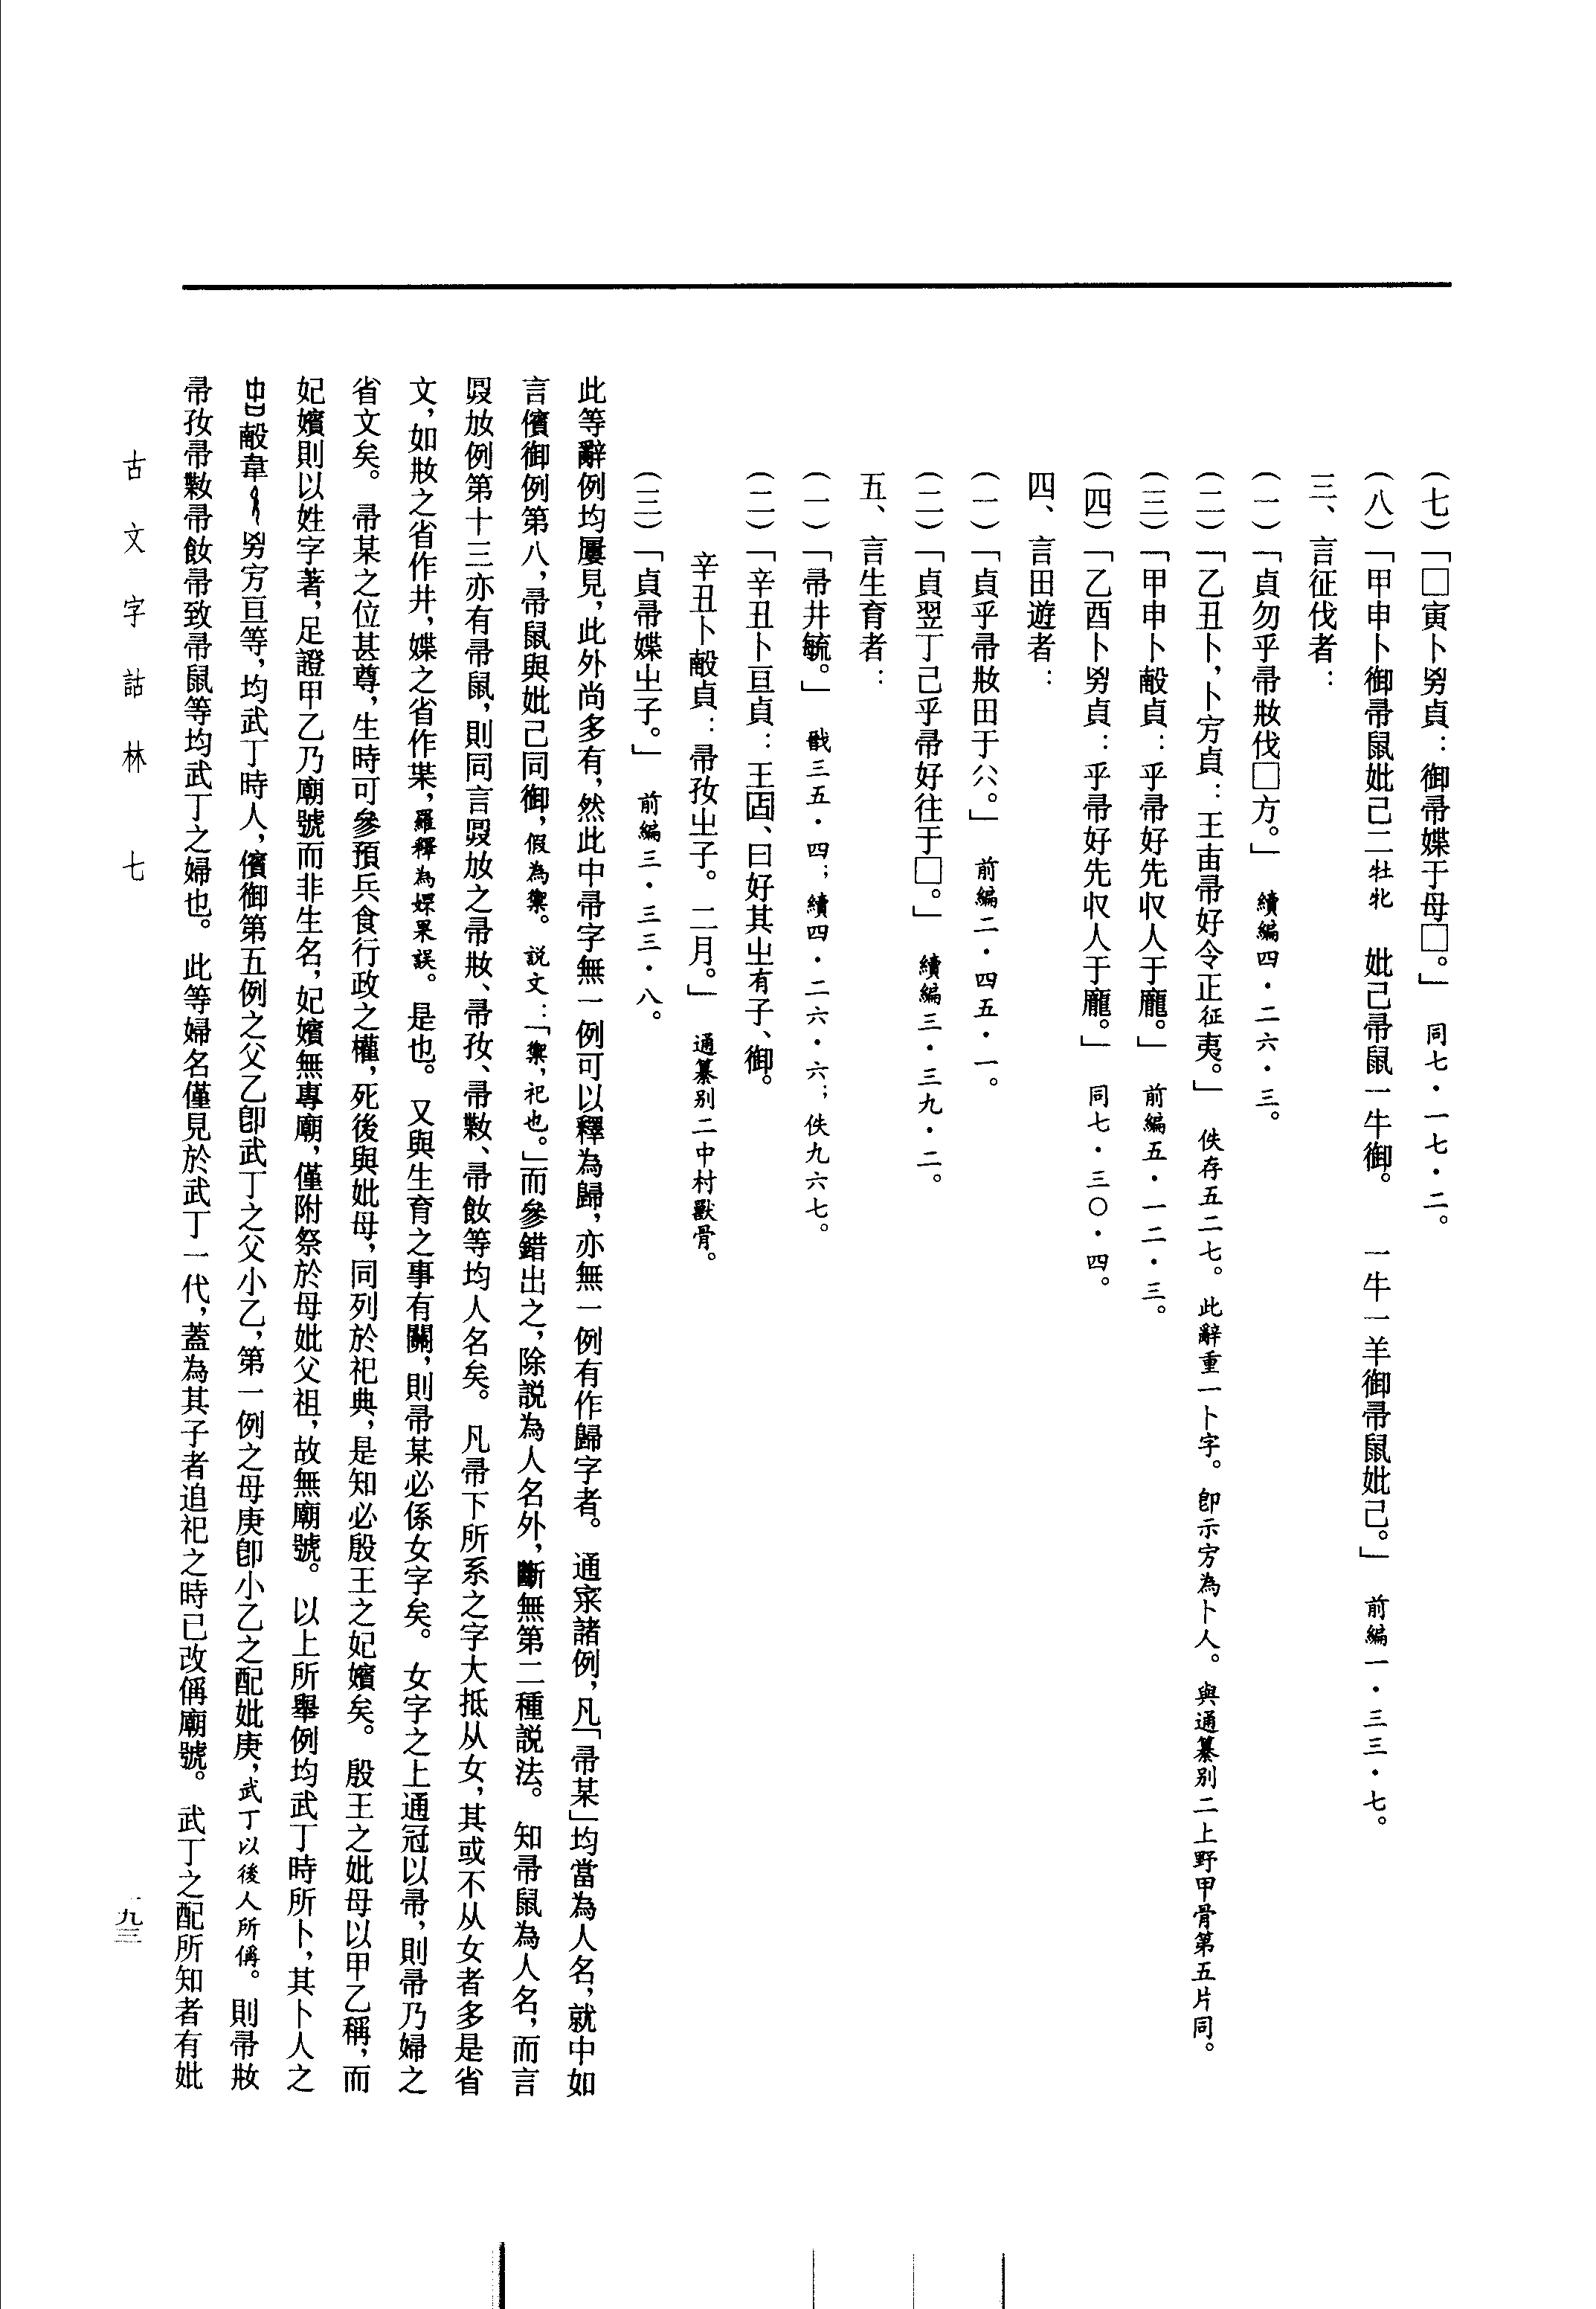 （七）「□寅卜㱿貞：御帚媟于母□。」　同七・一七・二。
（八）「甲申卜御帚鼠妣己二牡牝　妣己帚鼠一牛御。　一牛一羊御帚鼠妣己。」　前編一・三三・七。
三、言征伐者：
（一）「貞勿乎帚妌伐□方。」　續編四・二六・三。
（二）「乙丑卜，卜㝑貞：王叀帚好令正征夷。」　佚存五二七。此辭重一卜字。卽示㝑為卜人。與通纂别二上野甲骨第五片同。
（三）「甲申卜㱿貞：乎帚好先収人于龐。」　前編五・一二・三。
（四）「乙酉卜貞：乎帚好先収人于龐。」　同七・三〇・四。
四、言田遊者：
（一）「貞乎帚妌田于。」　前編二・四五・一。
（二）「貞翌丁己乎帚好往于□。」　續編三・三九・二。
五、言生育者：
（一）「帚井毓。」　戩三五・四；續四・二六・六；佚九六七。
（二）「辛丑卜亘貞：王固、曰好其㞢有子、御。
辛丑卜㱿貞：帚㚸㞢子。二月。」　通纂别二中村獸骨。
（三）「貞帚媟㞢子。」　前編三・三三・八。
此等辭例均屢見，此外尚多有，然此中帚字無一例可以釋為歸，亦無一例有作歸字者。通宷諸例，凡「帚某」均當為人名，就中如
言儐御例第八，帚鼠與妣己同御，假為禦。説文：「禦，祀也。」而參錯出之，除説為人名外，斷無第二種説法。知帚鼠為人名，而言
放例第十三亦有帚鼠，則同言放之帚妌、帚㚸、帚、帚等均人名矣。凡帚下所系之字大抵从女，其或不从女者多是省
文，如妌之省作井，媟之省作枼，羅釋為婐果誤。是也。又與生育之事有關，則帚某必係女字矣。女字之上通冠以帚，則帚乃婦之
省文矣。帚某之位甚尊，生時可參預兵食行政之權，死後與妣母，同列於祀典，是知必殷王之妃嬪矣。殷王之妣母以甲乙稱，而
妃嬪則以姓字著，足證甲乙乃廟號而非生名，妃嬪無專廟，僅附祭於母妣父祖，故無廟號。以上所舉例均武丁時所卜，其卜人之
㱿韋㝑亘等，均武丁時人，儐御第五例之父乙卽武丁之父小乙，第一例之母庚卽小乙之配妣庚，武丁以後人所偁。則帚妌
帚㚸帚帚帚致帚鼠等均武丁之婦也。此等婦名僅見於武丁一代，蓋為其子者追祀之時已改偁廟號。武丁之配所知者有妣
古文字詁林　七
一九三